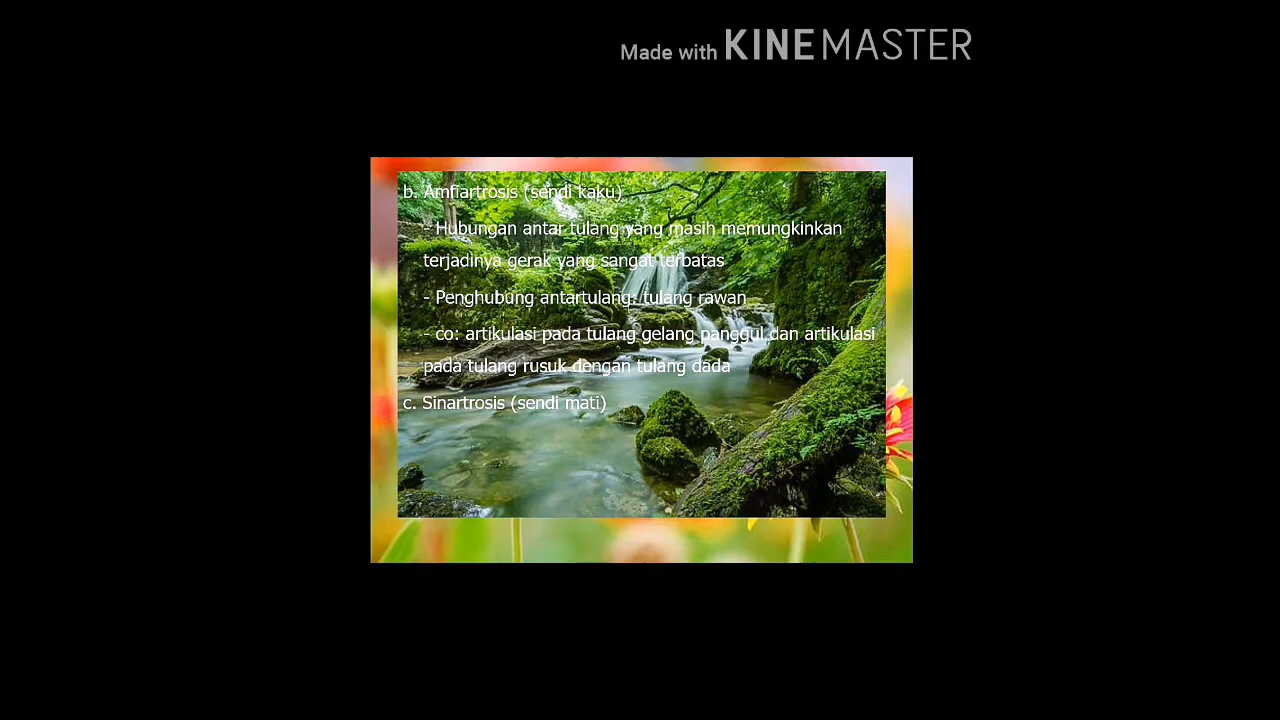 Made with KINEMASTER
b. Amfiartrosis (sendi kaku)
- Hubungan antar tulang yang masih memungkinkan
terjadinya gerak yang sangat terbatas
- Penghubung antartulang: tulang rawan
- co: artikulasi pada tulang gelang panggul dan artikulasi
pada tulang rusuk dengan tulang dada
c. Sinartrosis (sendi mati)